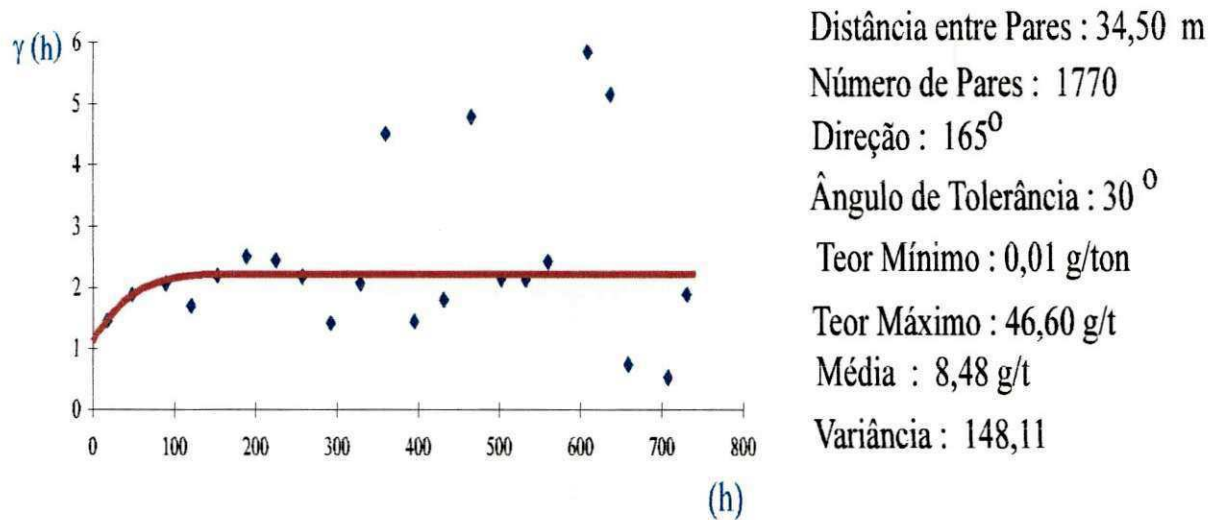 γ (h)
6
5
4
3
2
1
0
0 100 200 300 400 500 600 700 800
(h)
Distância entre Pares : 34,50 m
Número de Pares : 1770
Direção : 165º
Ângulo de Tolerância : 30 º
Teor Mínimo : 0,01 g/ton
Teor Máximo : 46,60 g/t
Média : 8,48 g/t
Variância : 148,11